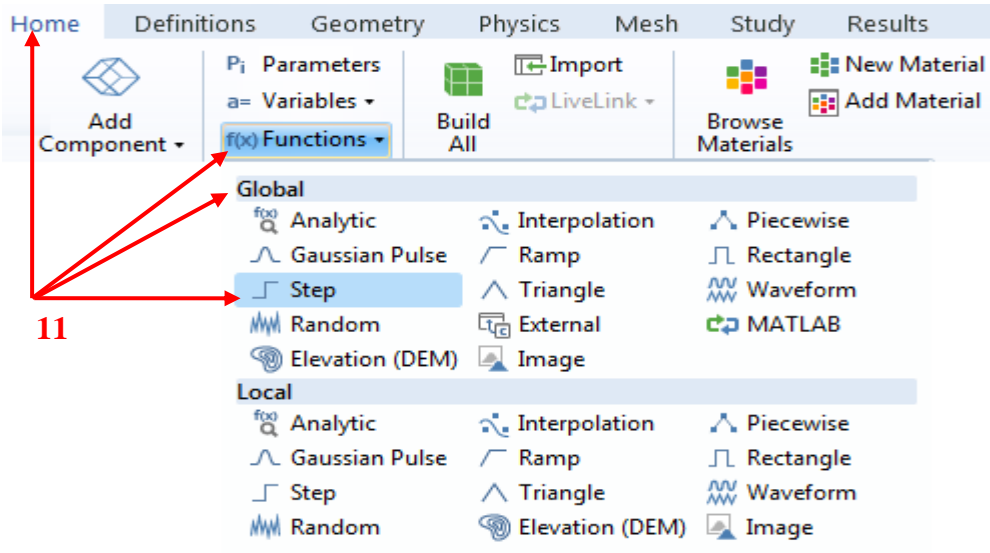 Home Definitions Geometry Physics Mesh Study Results
Pi Parameters Import New Material
a= Variables LiveLink Add Material
Add Component Build All Browse Materials
f(x) Functions
Global
f(x) Analytic Interpolation Piecewise
Gaussian Pulse Ramp Rectangle
Step Triangle Waveform
11 Random External MATLAB
Elevation (DEM) Image
Local
f(x) Analytic Interpolation Piecewise
Gaussian Pulse Ramp Rectangle
Step Triangle Waveform
Random Elevation (DEM) Image